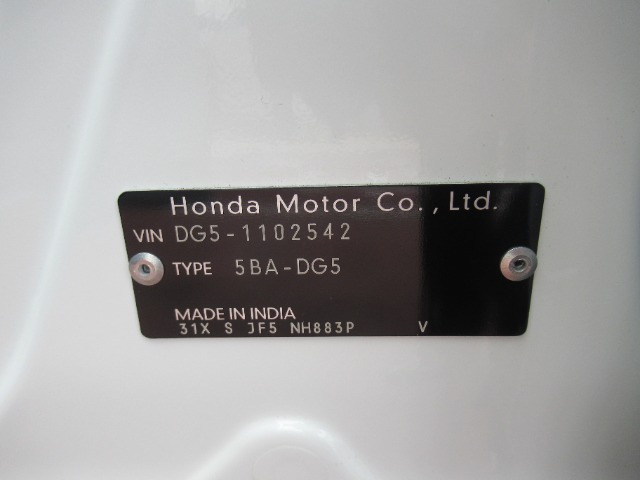 Honda Motor Co., Ltd.
VIN DG5-1102542
TYPE 5BA-DG5
MADE IN INDIA
31X S JF5 NH883P V